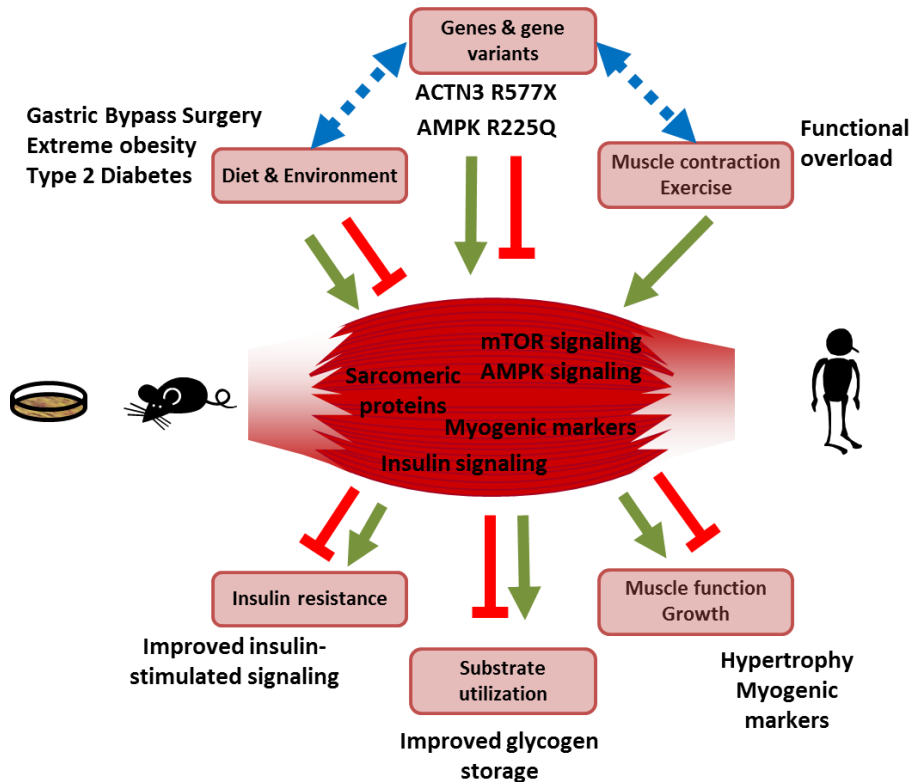 Genes & gene
variants
ACTN3 R577X
AMPK R225Q
Gastric Bypass Surgery
Extreme obesity
Type 2 Diabetes
Diet & Environment
Functional
overload
Muscle contraction
Exercise
mTOR signaling
AMPK signaling
Sarcomeric
proteins
Myogenic markers
Insulin signaling
Insulin resistance
Improved insulin-
stimulated signaling
Substrate
utilization
Improved glycogen
storage
Muscle function
Growth
Hypertrophy
Myogenic
markers